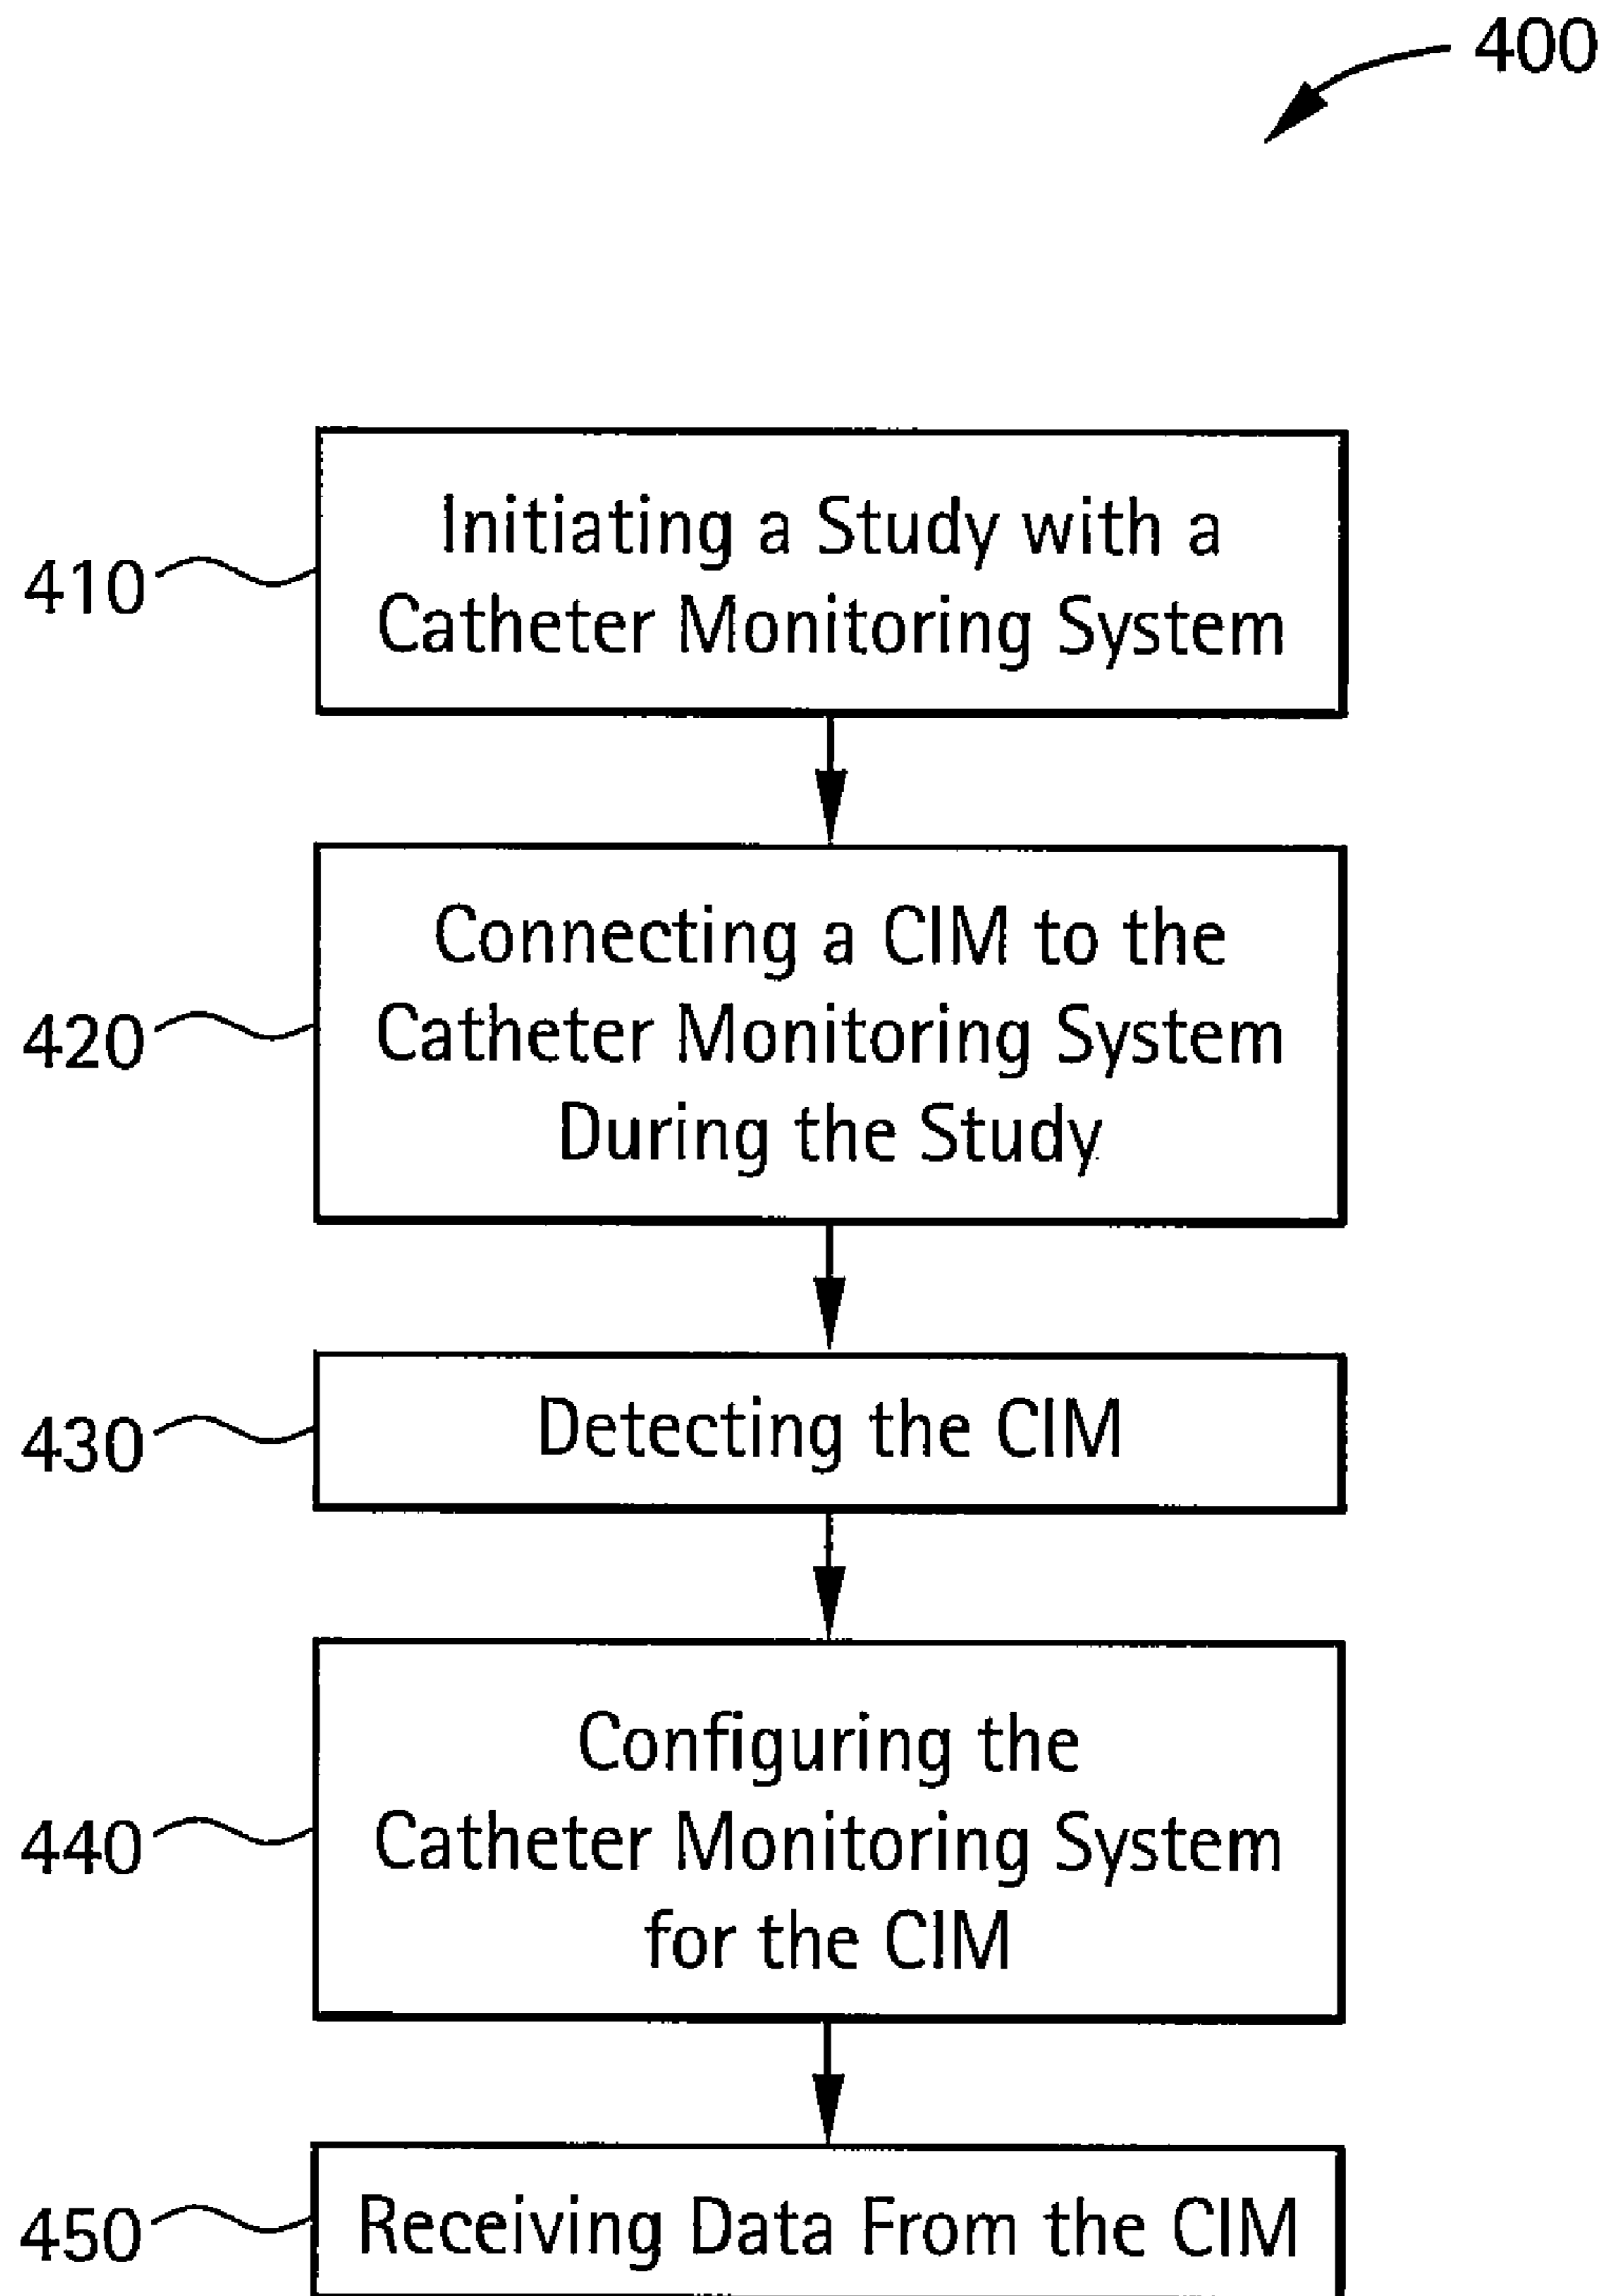 400
410
Initiating a Study with a
Catheter Monitoring System
420
Connecting a CIM to the
Catheter Monitoring System
During the Study
430
Detecting the CIM
440
Configuring the
Catheter Monitoring System
for the CIM
450
Receiving Data From the CIM